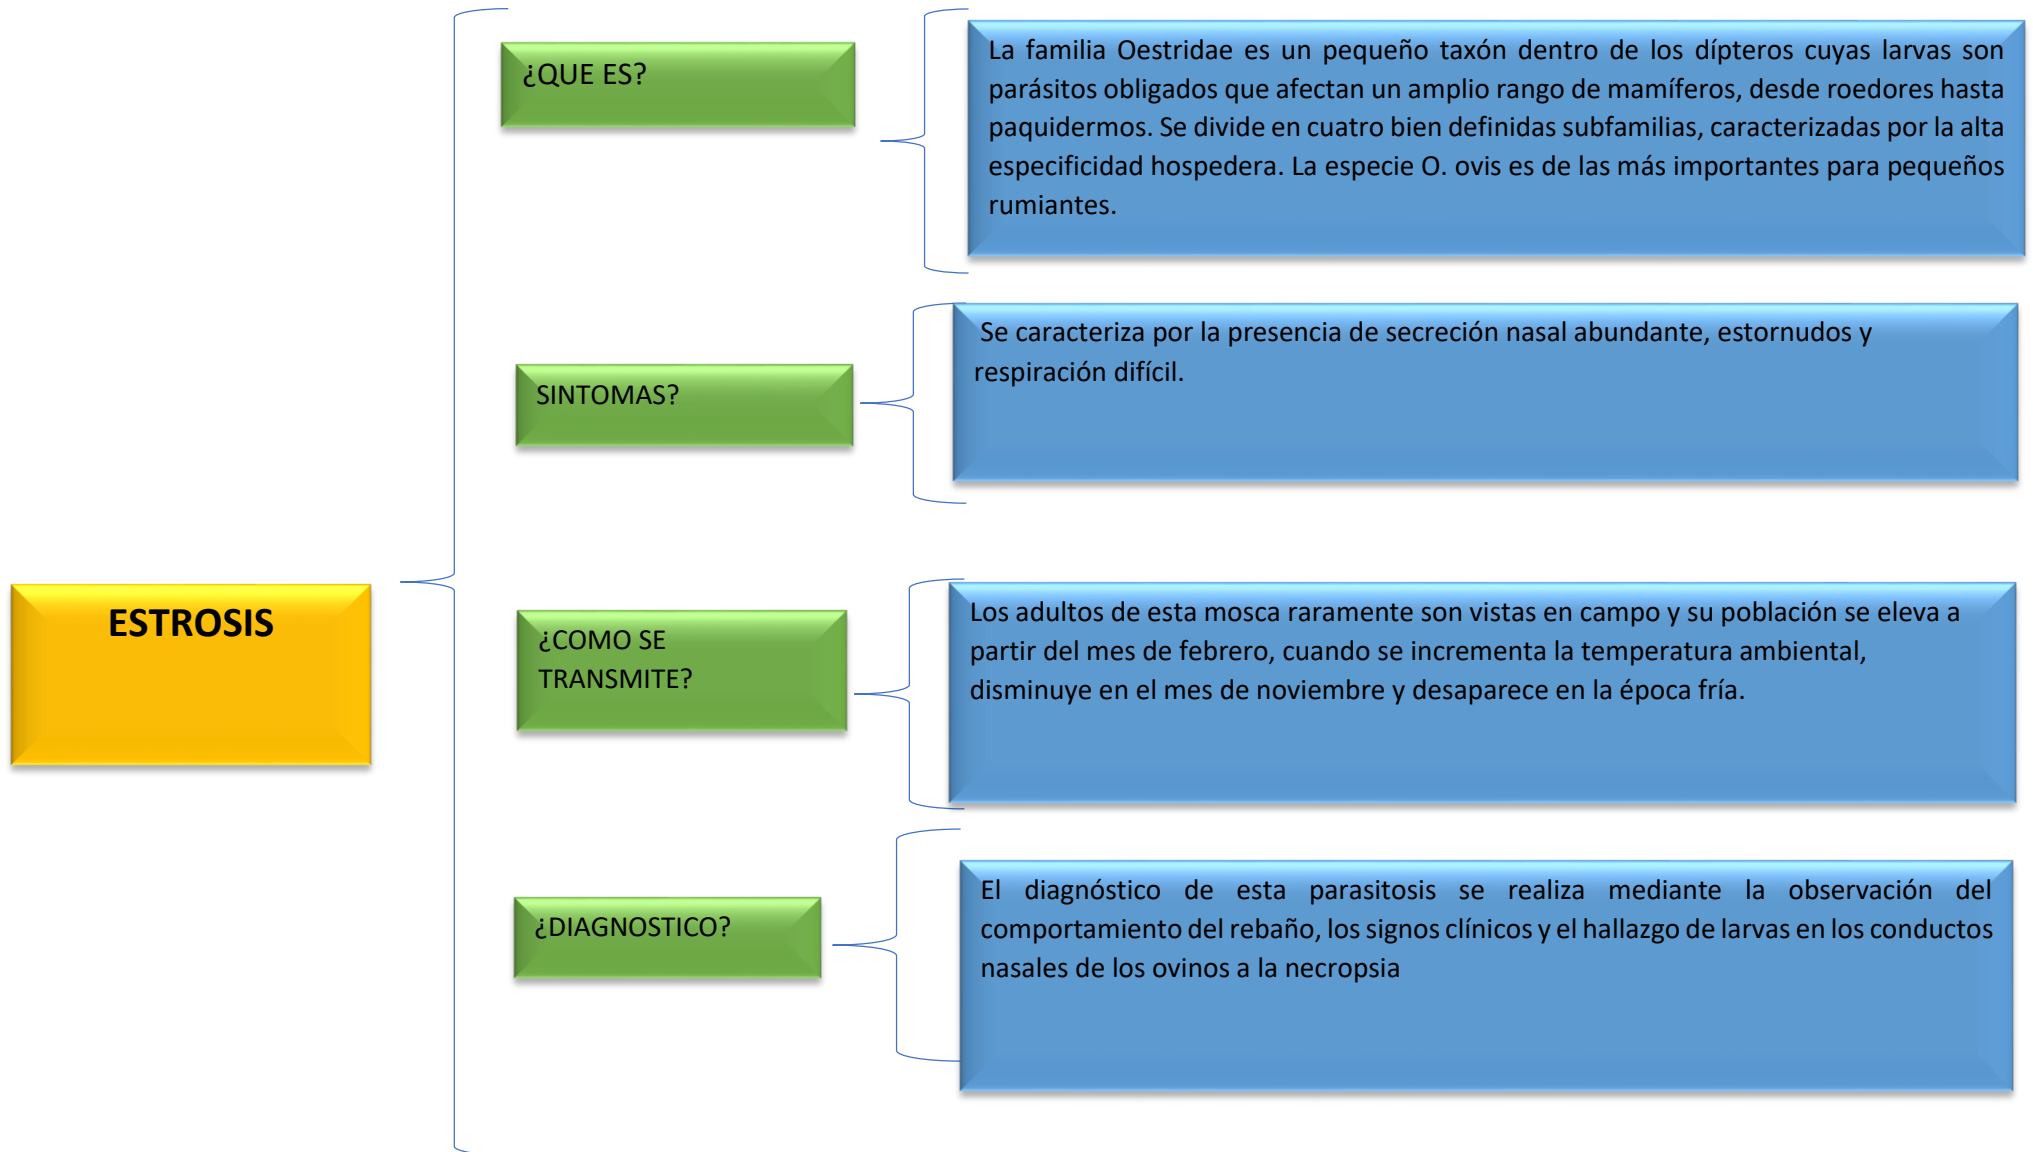 ¿QUE ES?
La familia Oestridae es un pequeño taxón dentro de los dípteros cuyas larvas son
parásitos obligados que afectan un amplio rango de mamíferos, desde roedores hasta
paquidermos. Se divide en cuatro bien definidas subfamilias, caracterizadas por la alta
especificidad hospedera. La especie O. ovis es de las más importantes para pequeños
rumiantes.
SINTOMAS?
Se caracteriza por la presencia de secreción nasal abundante, estornudos y
respiración difícil.
ESTROSIS
¿COMO SE
TRANSMITE?
Los adultos de esta mosca raramente son vistas en campo y su población se eleva a
partir del mes de febrero, cuando se incrementa la temperatura ambiental,
disminuye en el mes de noviembre y desaparece en la época fría.
¿DIAGNOSTICO?
El diagnóstico de esta parasitosis se realiza mediante la observación del
comportamiento del rebaño, los signos clínicos y el hallazgo de larvas en los conductos
nasales de los ovinos a la necropsia